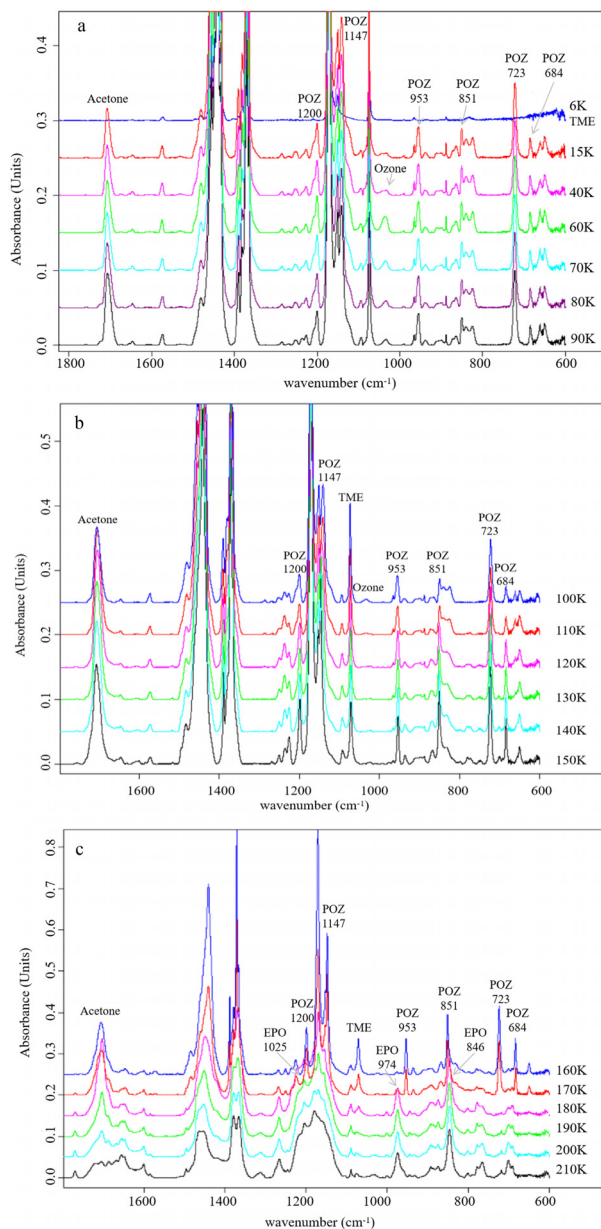 a
POZ
1147
POZ
1200
POZ
953
POZ
851
POZ
723
POZ
684
Acetone
Ozone
6K
TME
15K
40K
60K
70K
80K
90K
0.4
0.3
0.2
0.1
0.0
Absorbance (Units)
1800 1600 1400 1200 1000 800 600
wavenumber (cm-1)
b
POZ
1147
TME
POZ
1200
POZ
953
POZ
851
POZ
723
POZ
684
Acetone
Ozone
100K
110K
120K
130K
140K
150K
0.5
0.4
0.3
0.2
0.1
0.0
Absorbance (Units)
1600 1400 1200 1000 800 600
wavenumber (cm-1)
c
POZ
1147
POZ
1200
EPO
1025
TME
POZ
953
EPO
974
POZ
851
EPO
846
POZ
723
POZ
684
Acetone
160K
170K
180K
190K
200K
210K
0.8
0.7
0.6
0.5
0.4
0.3
0.2
0.1
0.0
Absorbance (Units)
1600 1400 1200 1000 800 600
wavenumber (cm-1)